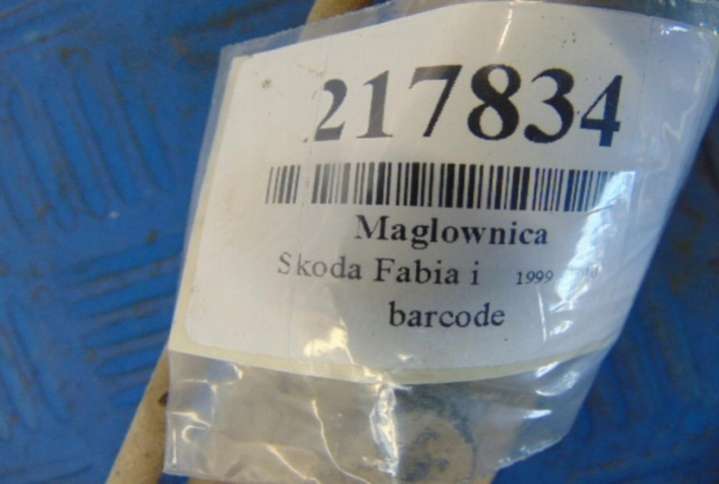 217834
Maglownica
Skoda Fabia i 1999
barcode